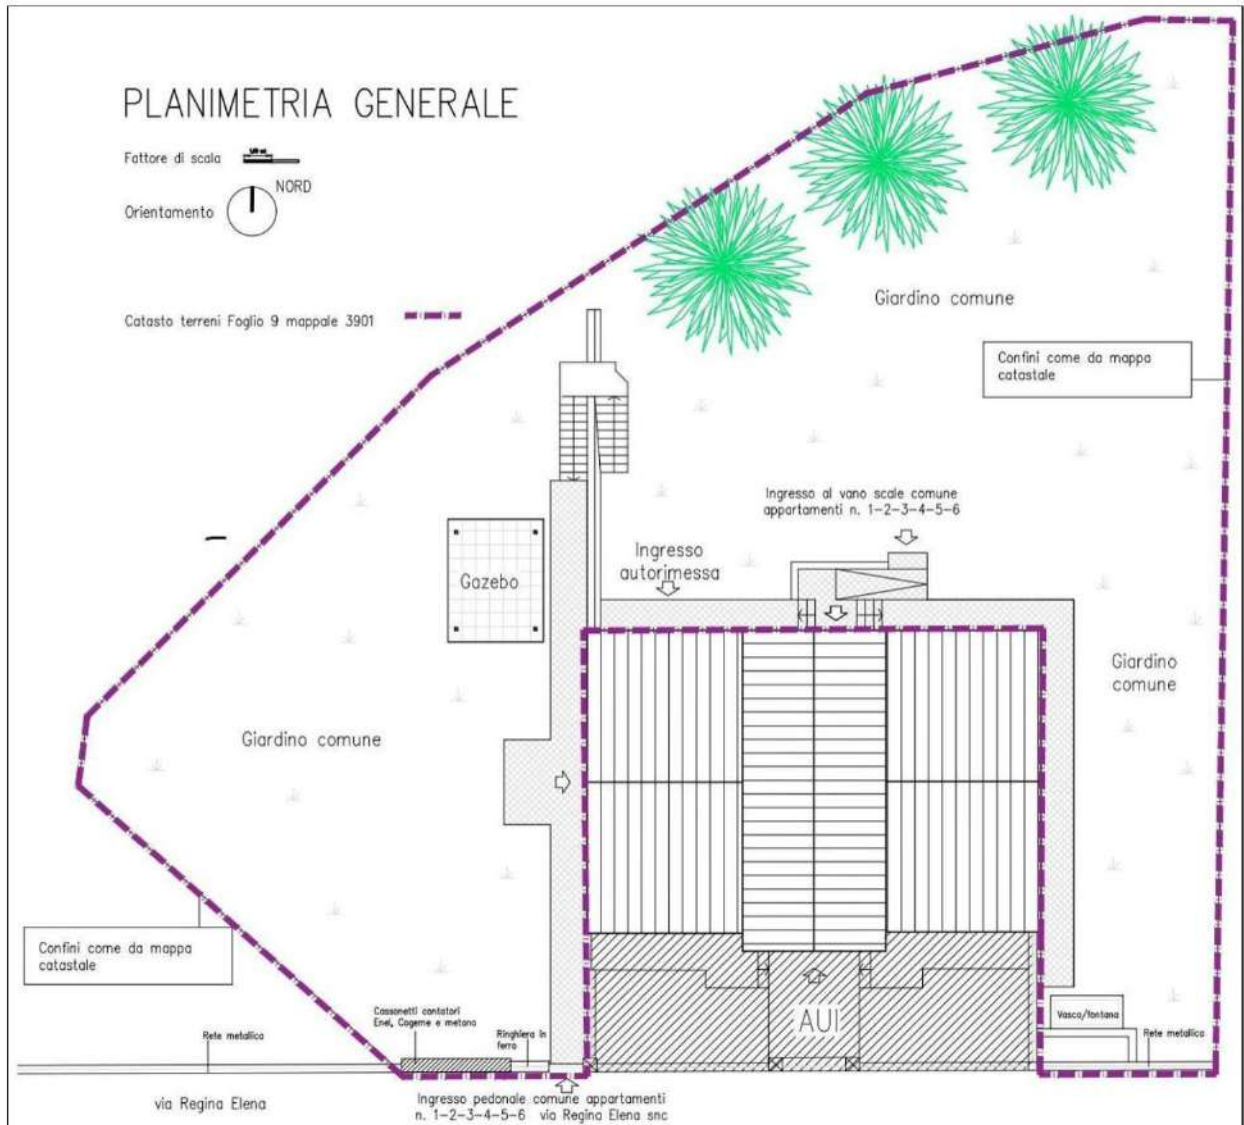 PLANIMETRIA GENERALE
Fattore di scala
NORD
Orientamento
Catasto terreni Foglio 9 mappale 3901
Giardino comune
Confini come da mappa
catastale
Ingresso al vano scale comune
appartamenti n. 1-2-3-4-5-6
Ingresso
autorimessa
Gazebo
Giardino
comune
Giardino comune
Confini come da mappa
catastale
Cassonetti contatori
Enel, Cogeme e metano
Ringhiera in
ferro
Rete metallica
AUI
Vasca/fontana
Rete metallica
via Regina Elena
Ingresso pedonale comune appartamenti
n. 1-2-3-4-5-6 via Regina Elena snc